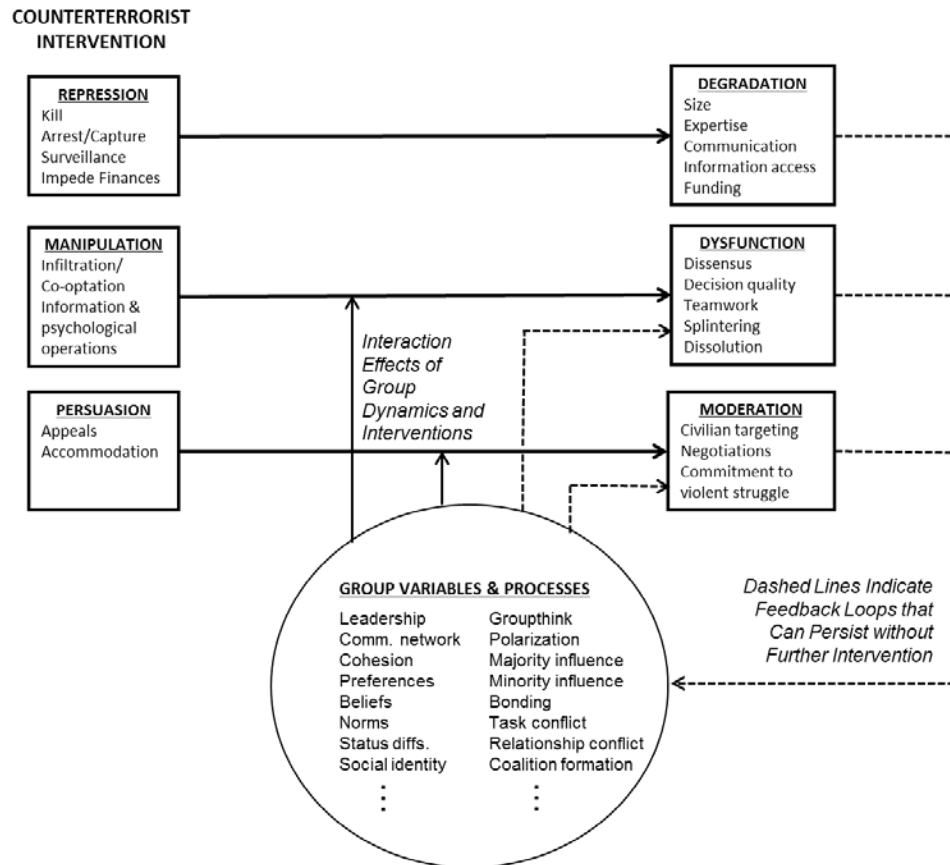 COUNTERTERRORIST
INTERVENTION
REPRESSION
Kill
Arrest/Capture
Surveillance
Impede Finances
DEGRADATION
Size
Expertise
Communication
Information access
Funding
MANIPULATION
Infiltration/
Co-optation
Information &
psychological
operations
DYSFUNCTION
Dissensus
Decision quality
Teamwork
Splintering
Dissolution
Interaction
Effects of
Group
Dynamics and
Interventions
PERSUASION
Appeals
Accommodation
MODERATION
Civilian targeting
Negotiations
Commitment to
violent struggle
GROUP VARIABLES & PROCESSES
Leadership
Comm. network
Cohesion
Preferences
Beliefs
Norms
Status diffs.
Social identity
⋮
Groupthink
Polarization
Majority influence
Minority influence
Bonding
Task conflict
Relationship conflict
Coalition formation
⋮
Dashed Lines Indicate
Feedback Loops that
Can Persist without
Further Intervention